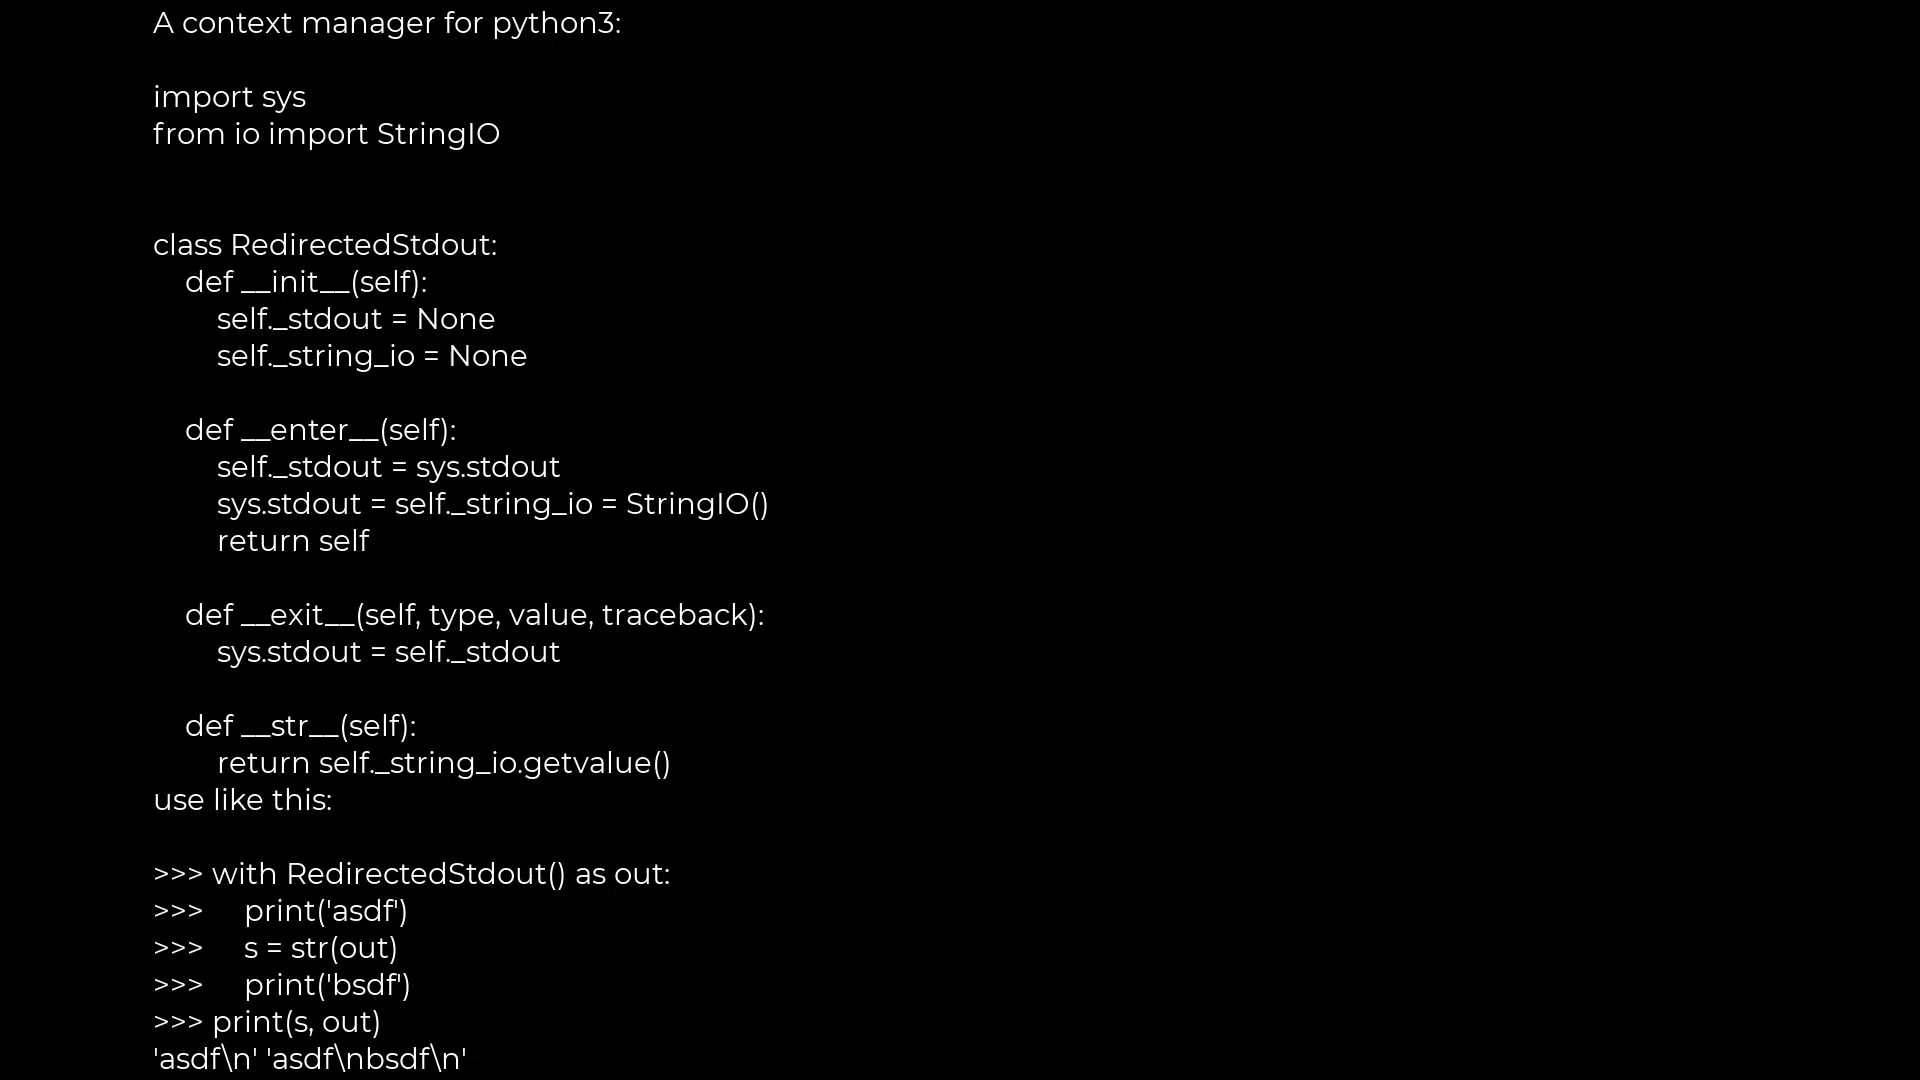 A context manager for python3:
import sys
from io import StringIO
class RedirectedStdout:
    def __init__(self):
        self._stdout = None
        self._string_io = None
    def __enter__(self):
        self._stdout = sys.stdout
        sys.stdout = self._string_io = StringIO()
        return self
    def __exit__(self, type, value, traceback):
        sys.stdout = self._stdout
    def __str__(self):
        return self._string_io.getvalue()
use like this:
>>> with RedirectedStdout() as out:
>>>     print('asdf')
>>>     s = str(out)
>>>     print('bsdf')
>>> print(s, out)
'asdf\n' 'asdf\nbsdf\n'